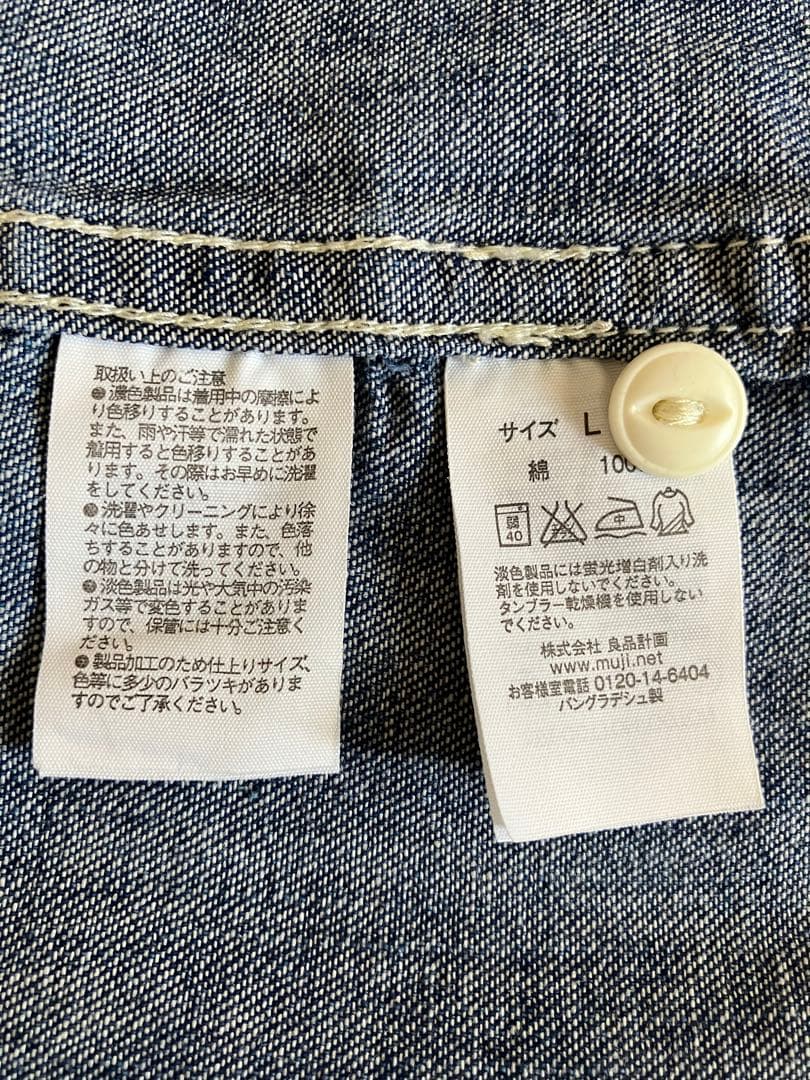 取扱い上のご注意
●濃色製品は着用中の摩擦によ
り色移りすることがあります。
また、雨や汗等で濡れた状態で
着用すると色移りすることがあ
ります。その際はお早めに洗濯
をしてください。
●洗濯やクリーニングにより徐
々に色あせします。また、色落
ちすることがありますので、他
の物と分けて洗ってください。
●淡色製品は光や大気中の汚染
ガス等で変色することがありま
すので、保管には十分ご注意く
ださい。
●製品加工のため仕上りサイズ、
色等に多少のバラツキがありま
すのでご了承ください。
サイズ L
綿 100
弱
40
中
淡色製品には蛍光増白剤入り洗
剤を使用しないでください。
タンブラー乾燥機を使用しない
でください。
株式会社 良品計画
www.muji.net
お客様室電話 0120-14-6404
バングラデシュ製